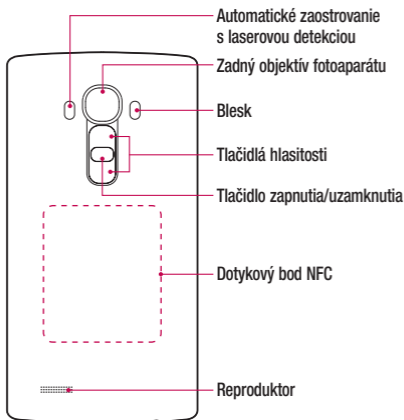 Automatické zaostrovanie
s laserovou detekciou
Zadný objektív fotoaparátu
Blesk
Tlačidlá hlasitosti
Tlačidlo zapnutia/uzamknutia
Dotykový bod NFC
Reproduktor